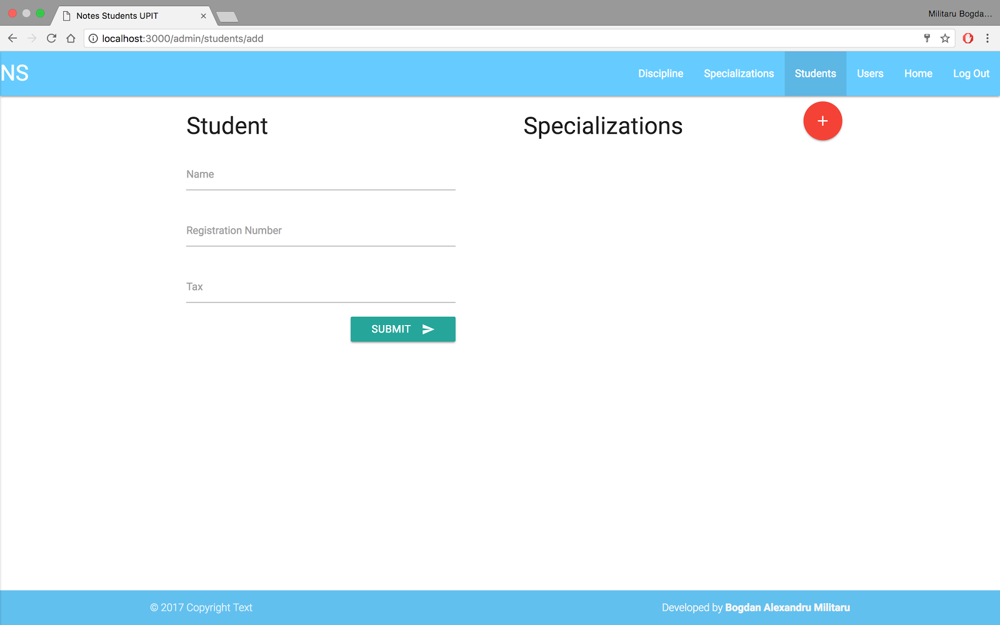 Notes Students UPIT
Militaru Bogda...
localhost:3000/admin/students/add
NS
Discipline
Specializations
Students
Users
Home
Log Out
Student
Specializations
+
Name
Registration Number
Tax
SUBMIT
© 2017 Copyright Text
Developed by Bogdan Alexandru Militaru